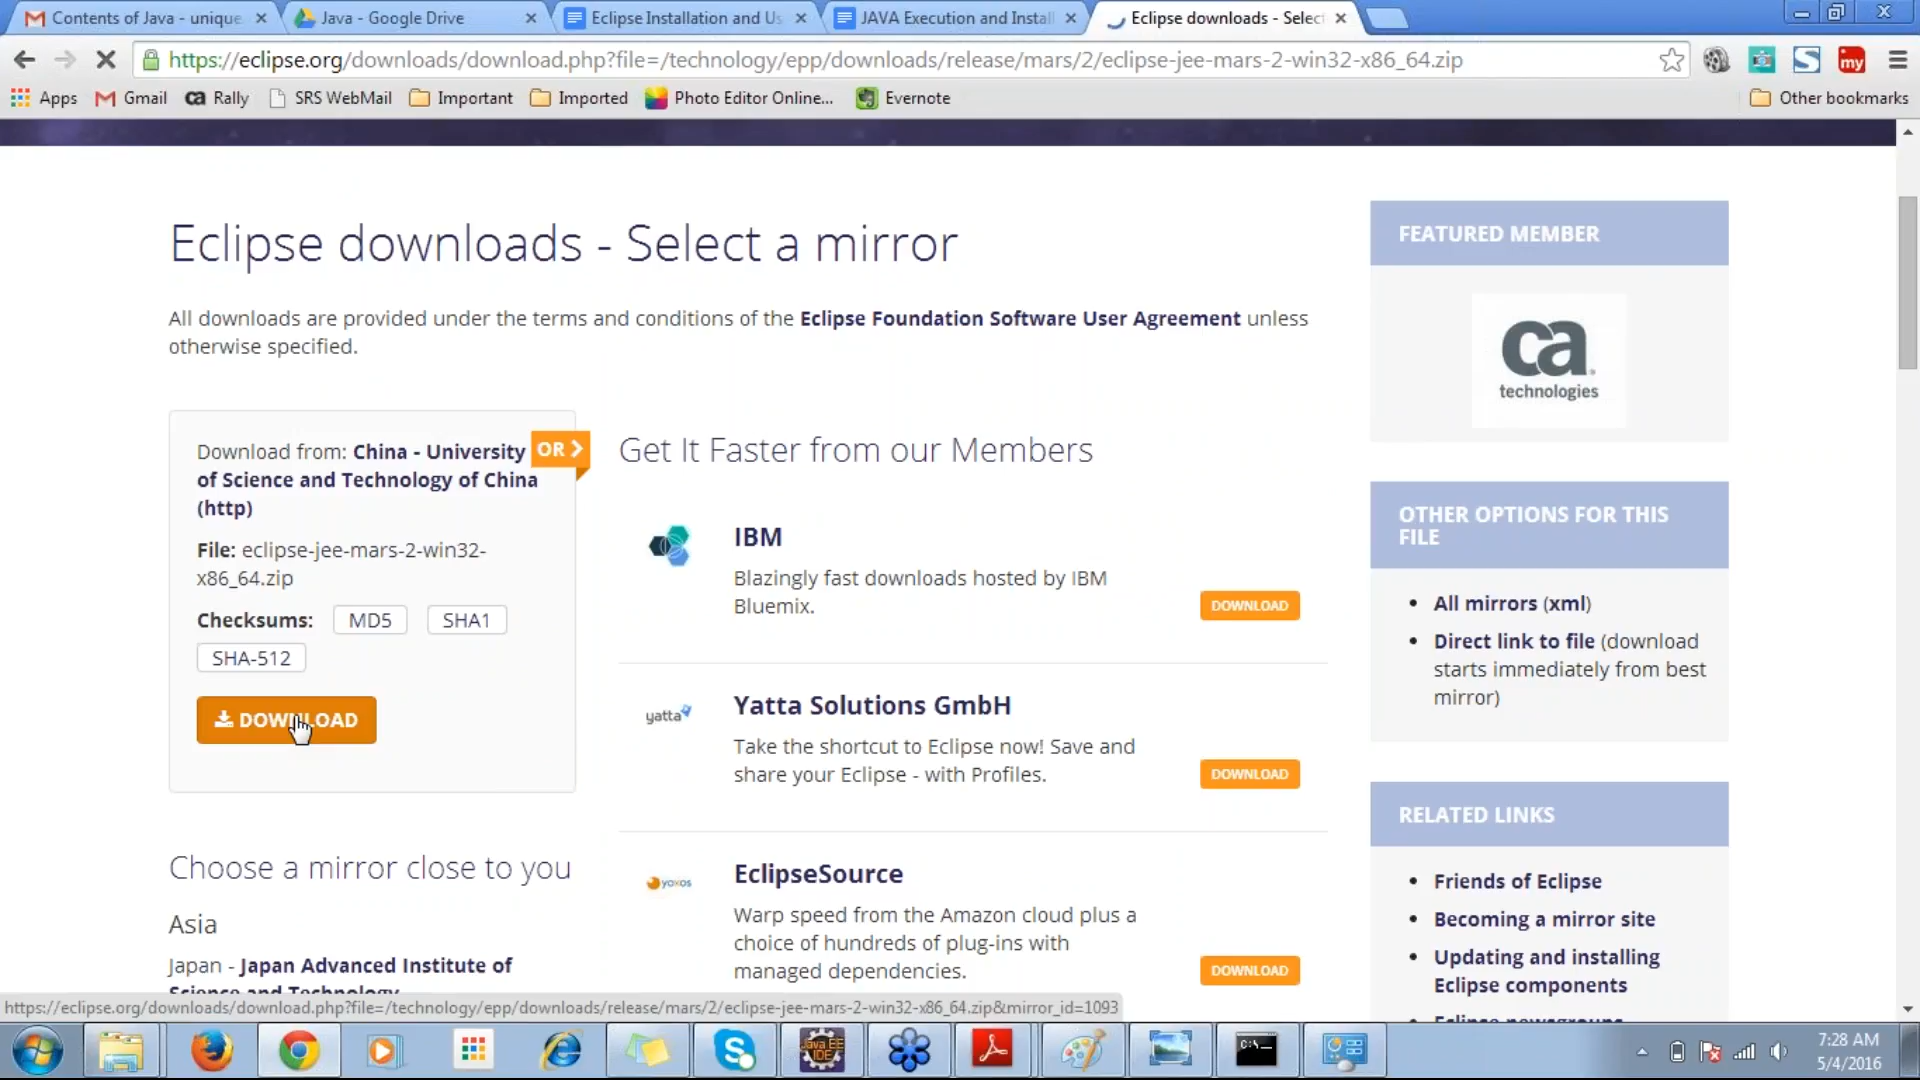 Contents of Java - unique
Java - Google Drive
Eclipse Installation and Us
JAVA Execution and Install
Eclipse downloads - Select
https://eclipse.org/downloads/download.php?file=/technology/epp/downloads/release/mars/2/eclipse-jee-mars-2-win32-x86_64.zip
my
Apps
Gmail
ca Rally
SRS WebMail
Important
Imported
Photo Editor Online...
Evernote
Other bookmarks
Eclipse downloads - Select a mirror
All downloads are provided under the terms and conditions of the Eclipse Foundation Software User Agreement unless
otherwise specified.
Download from: China - University
of Science and Technology of China
(http)
OR
File: eclipse-jee-mars-2-win32-
x86_64.zip
Checksums: MD5 SHA1
SHA-512
DOWNLOAD
Choose a mirror close to you
Asia
Japan - Japan Advanced Institute of
Science and Technology
Get It Faster from our Members
IBM
Blazingly fast downloads hosted by IBM
Bluemix.
DOWNLOAD
yatta
Yatta Solutions GmbH
Take the shortcut to Eclipse now! Save and
share your Eclipse - with Profiles.
DOWNLOAD
yoxos
EclipseSource
Warp speed from the Amazon cloud plus a
choice of hundreds of plug-ins with
managed dependencies.
DOWNLOAD
FEATURED MEMBER
ca
technologies
OTHER OPTIONS FOR THIS
FILE
All mirrors (xml)
Direct link to file (download
starts immediately from best
mirror)
RELATED LINKS
Friends of Eclipse
Becoming a mirror site
Updating and installing
Eclipse components
Eclipse newsgroups
https://eclipse.org/downloads/download.php?file=/technology/epp/downloads/release/mars/2/eclipse-jee-mars-2-win32-x86_64.zip&mirror_id=1093
Java EE
IDE
C:\_
7:28 AM
5/4/2016